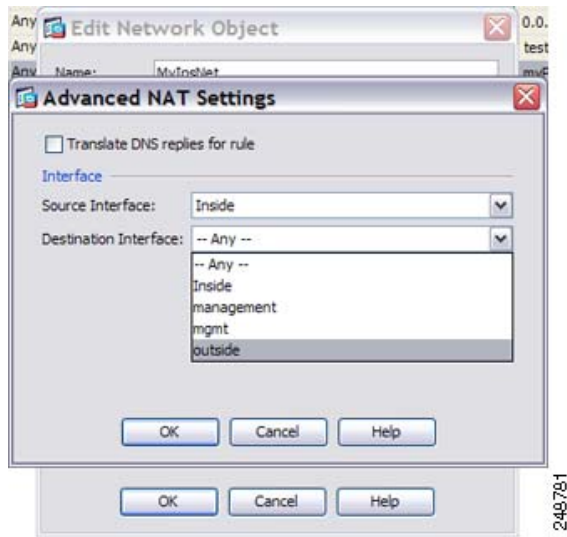 Any Edit Network Object 0.0.
Any test
Any Name: MyInsNet
Advanced NAT Settings
Translate DNS replies for rule
Interface
Source Interface: Inside
Destination Interface: -- Any --
-- Any --
Inside
management
mgmt
outside
OK Cancel Help
OK Cancel Help
248781